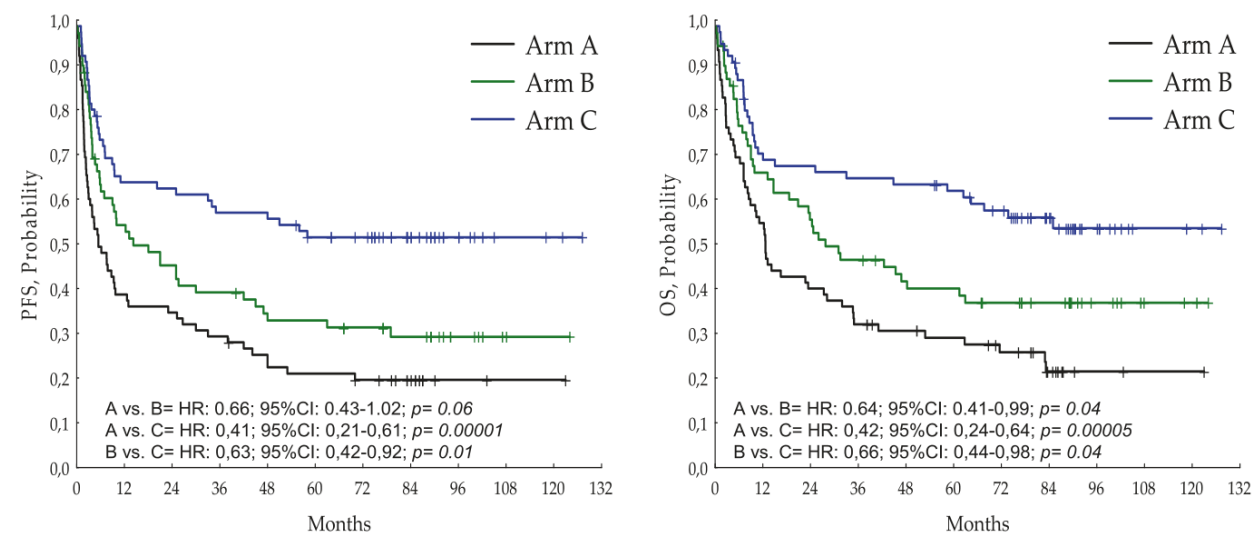 1,0
0,9
0,8
0,7
0,6
0,5
0,4
0,3
0,2
0,1
0,0
PFS, Probability
Arm A
Arm B
Arm C
A vs. B= HR: 0.66; 95%CI: 0.43-1.02; p= 0.06
A vs. C= HR: 0,41; 95%CI: 0,21-0,61; p= 0.00001
B vs. C= HR: 0,63; 95%CI: 0,42-0,92; p= 0.01
0 12 24 36 48 60 72 84 96 108 120 132
Months
1,0
0,9
0,8
0,7
0,6
0,5
0,4
0,3
0,2
0,1
0,0
OS, Probability
Arm A
Arm B
Arm C
A vs. B= HR: 0.64; 95%CI: 0.41-0,99; p= 0.04
A vs. C= HR: 0,42; 95%CI: 0,24-0,64; p= 0.00005
B vs. C= HR: 0,66; 95%CI: 0,44-0,98; p= 0.04
0 12 24 36 48 60 72 84 96 108 120 132
Months